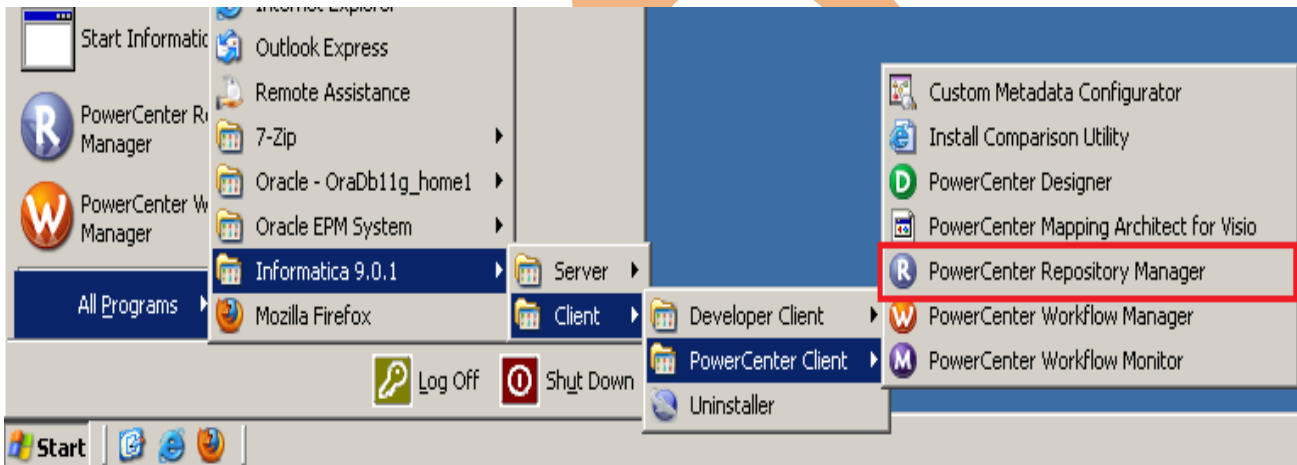 Internet Explorer
Start Informatic
Outlook Express
PowerCenter R
Manager
Remote Assistance
7-Zip
Oracle - OraDb11g_home1
PowerCenter W
Manager
Oracle EPM System
Informatica 9.0.1
Mozilla Firefox
All Programs
Log Off
Shut Down
Start
Server
Client
Developer Client
PowerCenter Client
Uninstaller
Custom Metadata Configurator
Install Comparison Utility
PowerCenter Designer
PowerCenter Mapping Architect for Visio
PowerCenter Repository Manager
PowerCenter Workflow Manager
PowerCenter Workflow Monitor